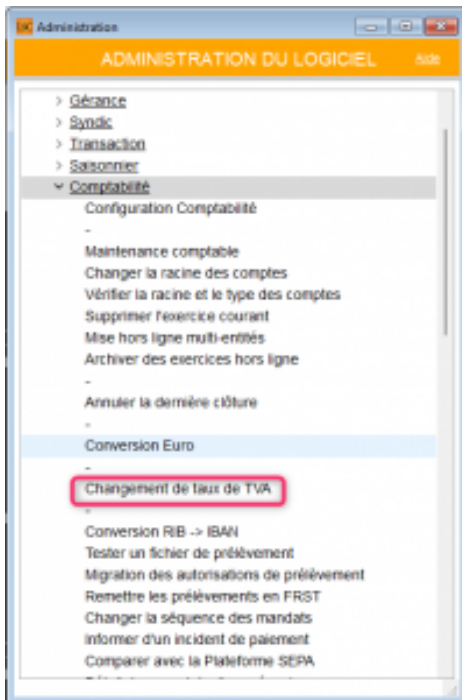 Administration
ADMINISTRATION DU LOGICIEL Aide
> Gérance
> Syndic
> Transaction
> Saisonnier
Comptabilité
Configuration Comptabilité
-
Maintenance comptable
Changer la racine des comptes
Vérifier la racine et le type des comptes
Supprimer l'exercice courant
Mise hors ligne multi-entités
Archiver des exercices hors ligne
-
Annuler la dernière clôture
-
Conversion Euro
-
Changement de taux de TVA
-
Conversion RIB -> IBAN
Tester un fichier de prélèvement
Migration des autorisations de prélèvement
Remettre les prélèvements en FRST
Changer la séquence des mandats
Informer d'un incident de paiement
Comparer avec la Plateforme SEPA